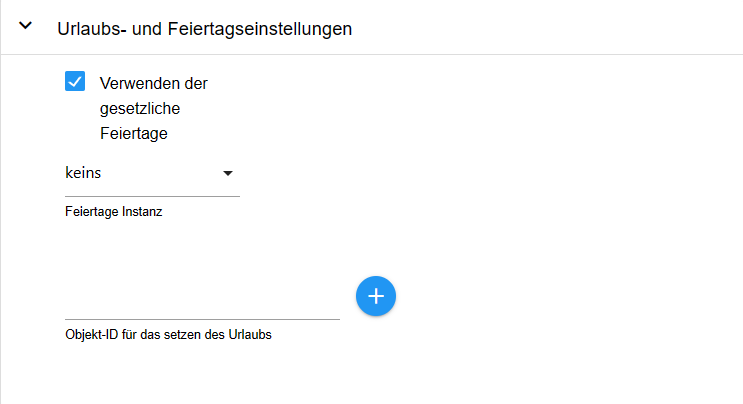 Urlaubs- und Feiertagseinstellungen
Verwenden der
gesetzliche
Feiertage
keins
Feiertage Instanz
Objekt-ID für das setzen des Urlaubs